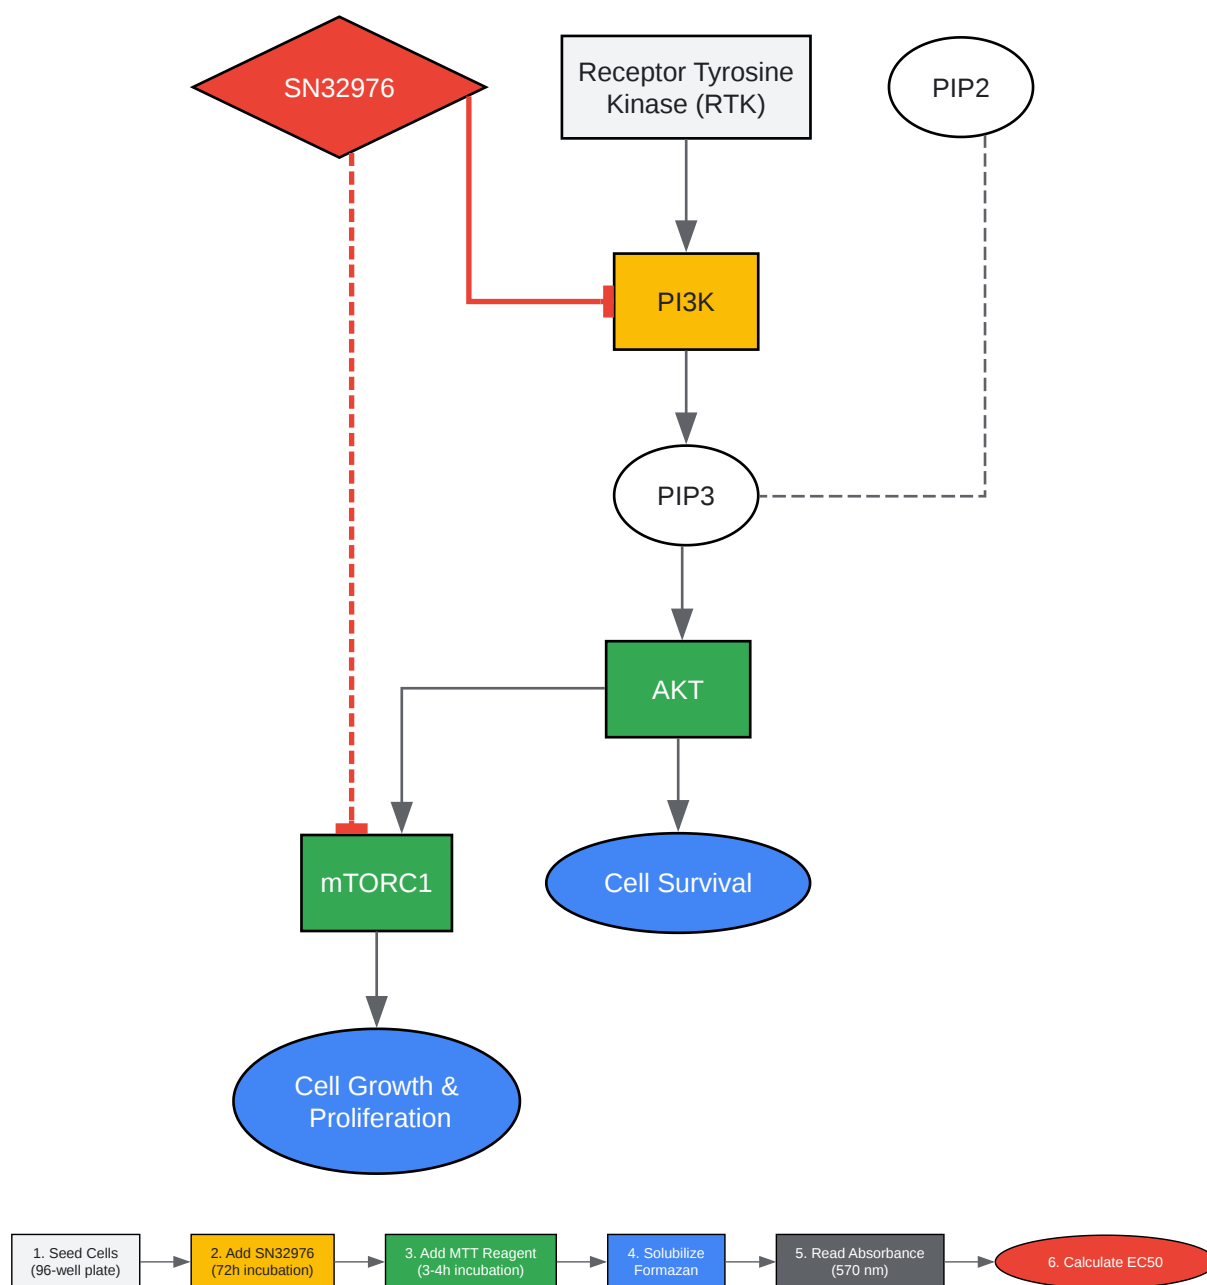 SN32976
Receptor Tyrosine
Kinase (RTK)
PIP2
PI3K
PIP3
AKT
mTORC1
Cell Survival
Cell Growth &
Proliferation
1. Seed Cells
(96-well plate)
2. Add SN32976
(72h incubation)
3. Add MTT Reagent
(3-4h incubation)
4. Solubilize
Formazan
5. Read Absorbance
(570 nm)
6. Calculate EC50